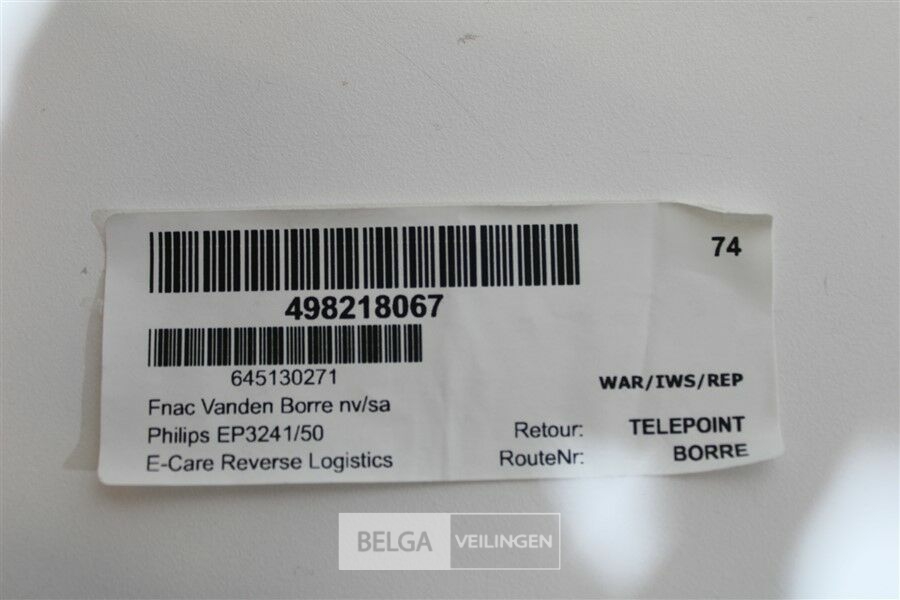 74
498218067
645130271
WAR/IWS/REP
Fnac Vanden Borre nv/sa
Philips EP3241/50
Retour: TELEPOINT
E-Care Reverse Logistics
RouteNr: BORRE
BELGA VEILINGEN